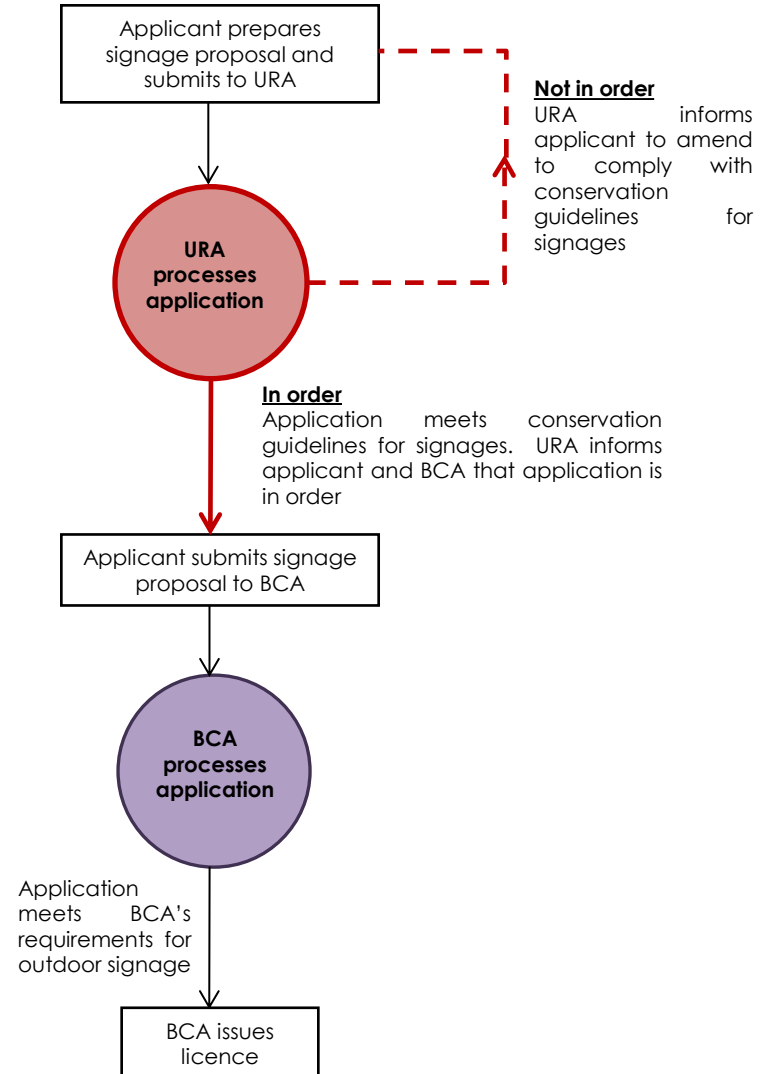 Applicant prepares
signage proposal and
submits to URA
Not in order
URA informs
applicant to amend
to comply with
conservation
guidelines for
signages
URA
processes
application
In order
Application meets conservation
guidelines for signages. URA informs
applicant and BCA that application is
in order
Applicant submits signage
proposal to BCA
BCA
processes
application
Application
meets BCA’s
requirements for
outdoor signage
BCA issues
licence